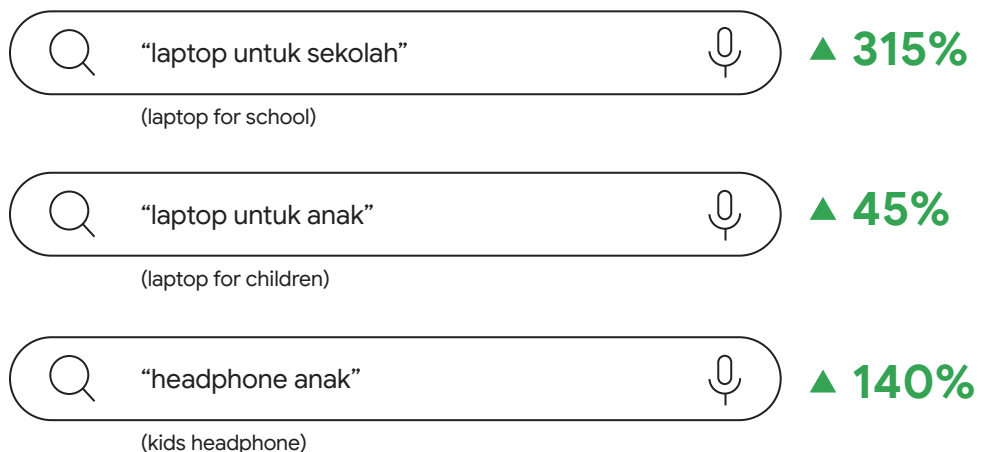 “laptop untuk sekolah” ▲ 315%
(laptop for school)
“laptop untuk anak” ▲ 45%
(laptop for children)
“headphone anak” ▲ 140%
(kids headphone)